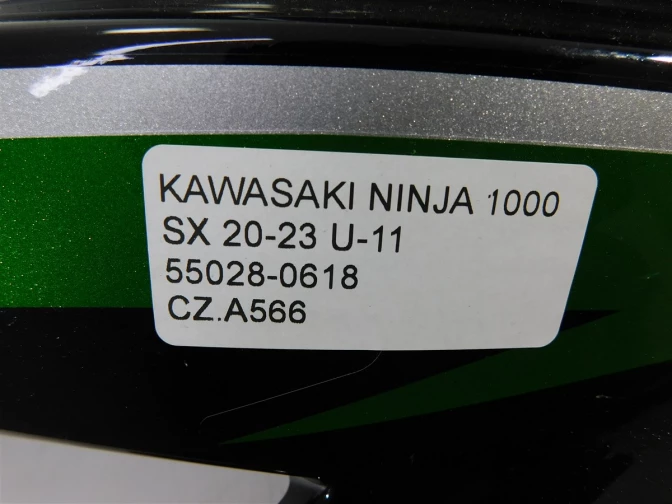 KAWASAKI NINJA 1000
SX 20-23 U-11
55028-0618
CZ.A566